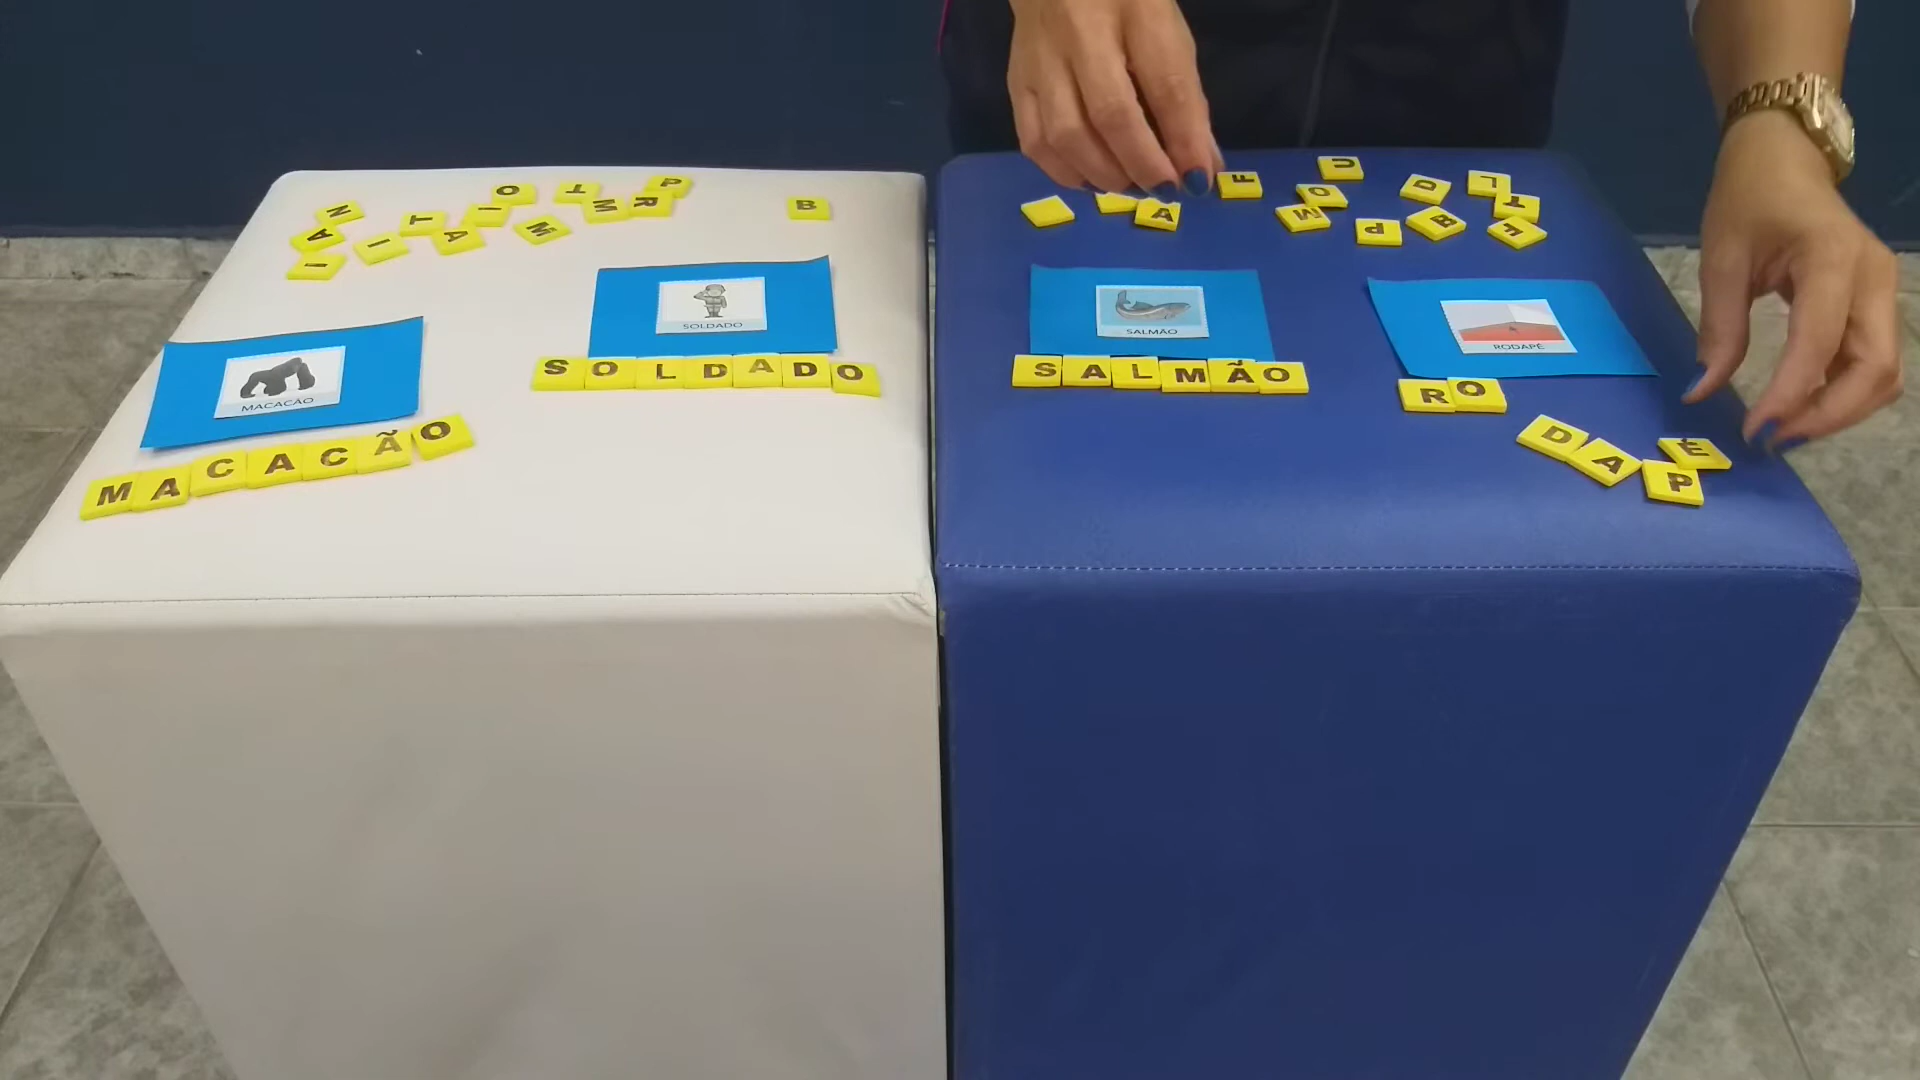 N A I I T A I O T M M R P B
SOLDADO
SOLDADO
MACACÃO
MACACÃO
A F U O M P D B L T F
SALMÃO
SALMÃO
RODAPÉ
RO
DAPÉ